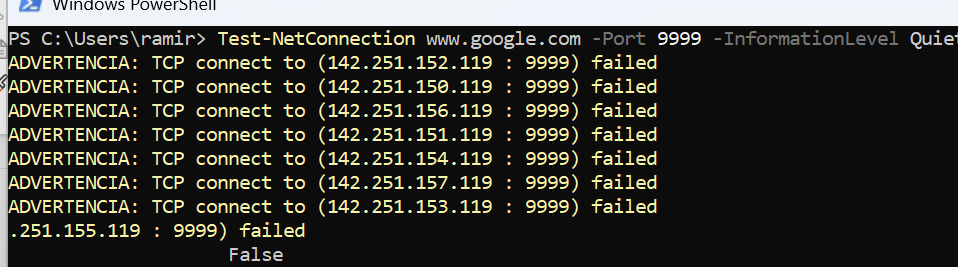 Windows PowerShell
PS C:\Users\ramir> Test-NetConnection www.google.com -Port 9999 -InformationLevel Quiet
ADVERTENCIA: TCP connect to (142.251.152.119 : 9999) failed
ADVERTENCIA: TCP connect to (142.251.150.119 : 9999) failed
ADVERTENCIA: TCP connect to (142.251.156.119 : 9999) failed
ADVERTENCIA: TCP connect to (142.251.151.119 : 9999) failed
ADVERTENCIA: TCP connect to (142.251.154.119 : 9999) failed
ADVERTENCIA: TCP connect to (142.251.157.119 : 9999) failed
ADVERTENCIA: TCP connect to (142.251.153.119 : 9999) failed
.251.155.119 : 9999) failed
False